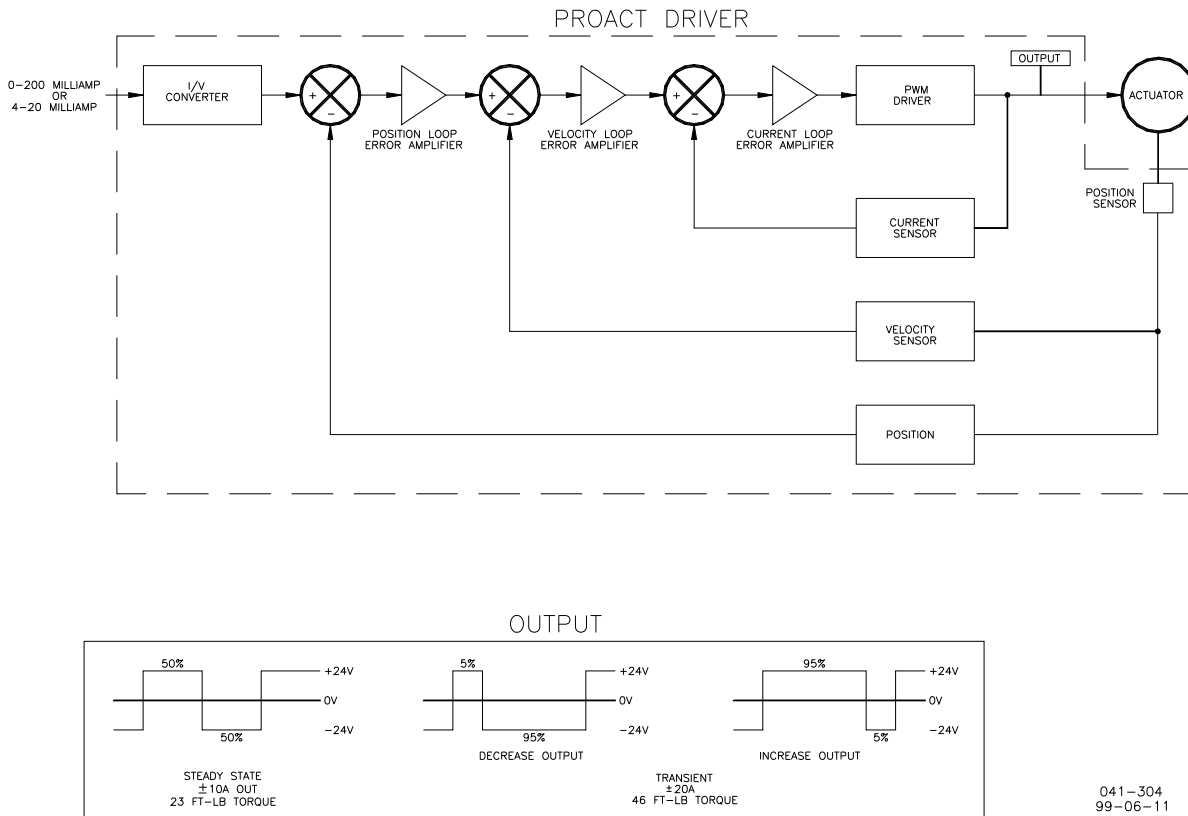 PROACT DRIVER
OUTPUT
0-200 MILLIAMP
OR
4-20 MILLIAMP
I/V
CONVERTER
+
-
POSITION LOOP
ERROR AMPLIFIER
+
-
VELOCITY LOOP
ERROR AMPLIFIER
+
-
CURRENT LOOP
ERROR AMPLIFIER
PWM
DRIVER
ACTUATOR
POSITION
SENSOR
CURRENT
SENSOR
VELOCITY
SENSOR
POSITION
OUTPUT
50%
+24V
0V
-24V
50%
5%
+24V
0V
-24V
95%
DECREASE OUTPUT
95%
+24V
0V
-24V
5%
INCREASE OUTPUT
STEADY STATE
±10A OUT
23 FT-LB TORQUE
TRANSIENT
±20A
46 FT-LB TORQUE
041-304
99-06-11